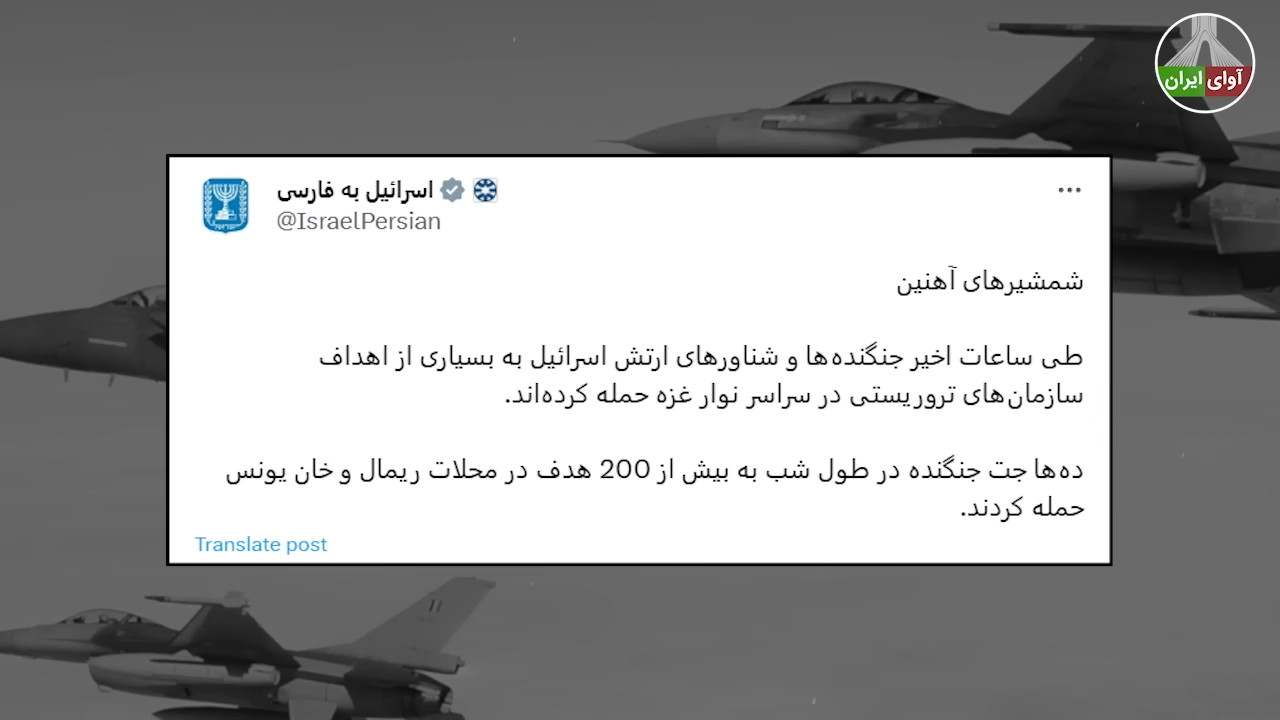 آوای ایران
اسرائیل به فارسی
@IsraelPersian
شمشیرهای آهنین
طی ساعات اخیر جنگنده‌ها و شناورهای ارتش اسرائیل به بسیاری از اهداف
سازمان‌های تروریستی در سراسر نوار غزه حمله کرده‌اند.
ده‌ها جت جنگنده در طول شب به بیش از 200 هدف در محلات ریمال و خان یونس
حمله کردند.
Translate post